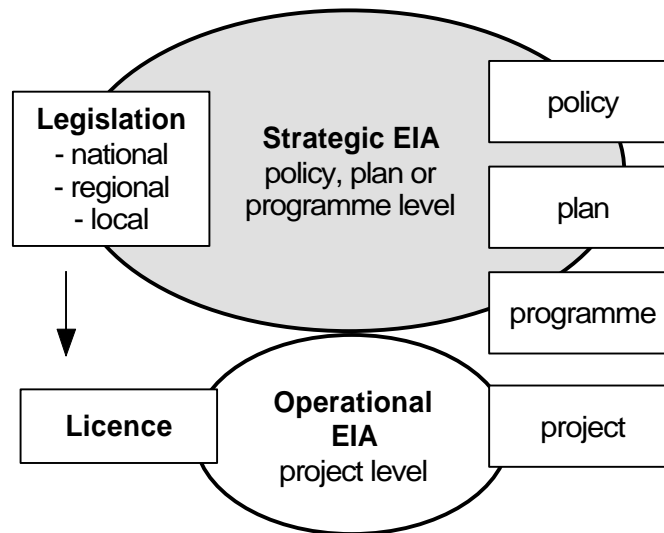 Legislation
- national
- regional
- local
Strategic EIA
policy, plan or
programme level
policy
plan
programme
Licence
Operational
EIA
project level
project